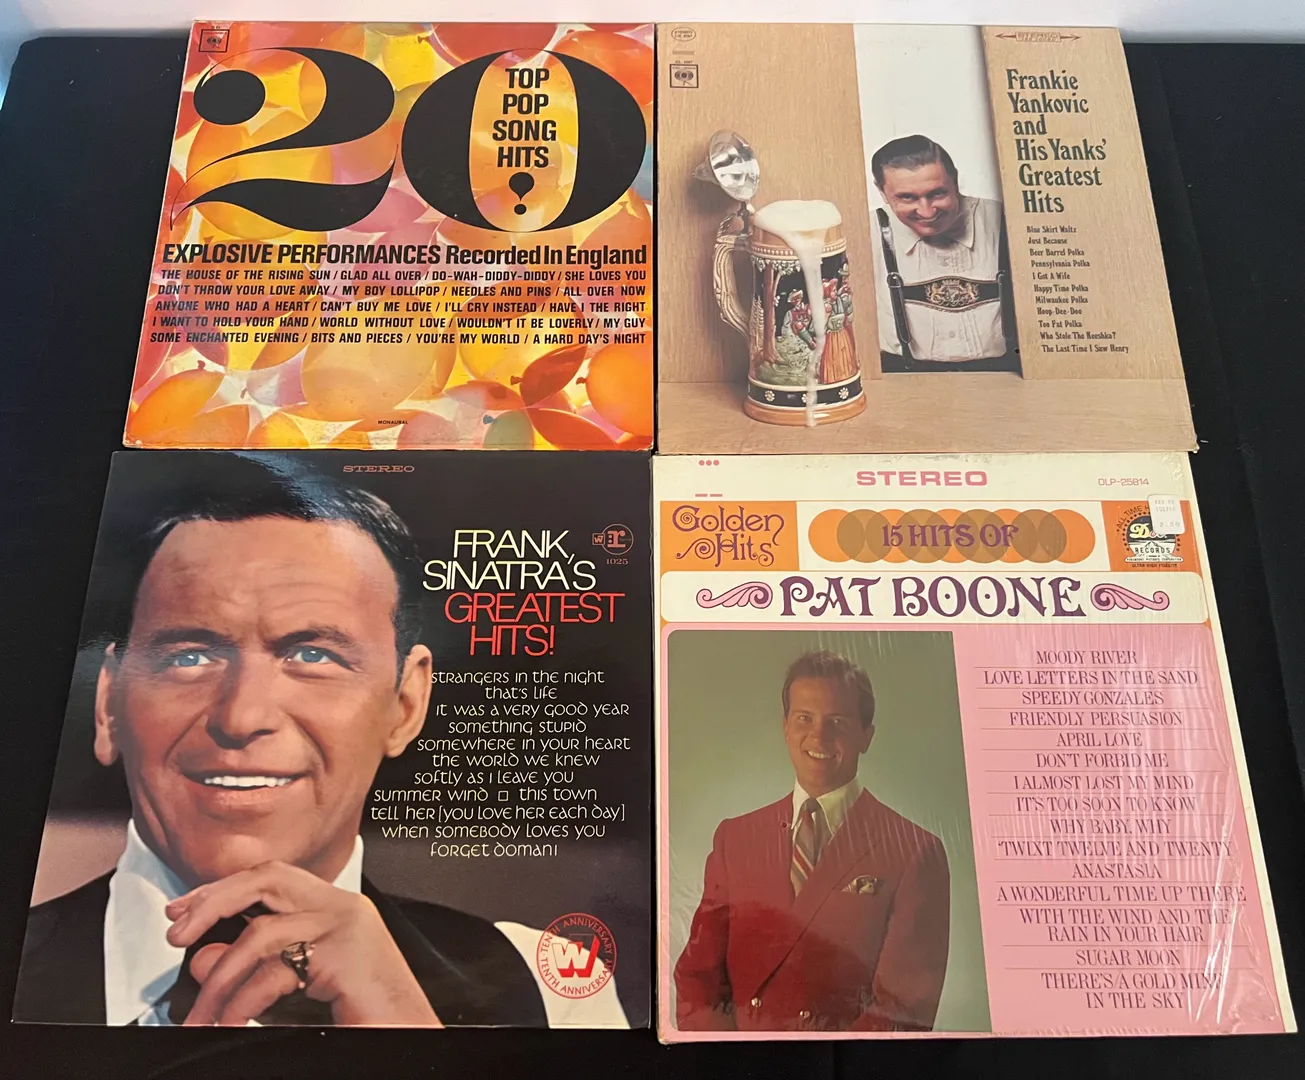 20
TOP
POP
SONG
HITS
EXPLOSIVE PERFORMANCES Recorded In England
THE HOUSE OF THE RISING SUN / GLAD ALL OVER / DO-WAH-DIDDY-DIDDY / SHE LOVES YOU
DON'T THROW YOUR LOVE AWAY / MY BOY LOLLIPOP / NEEDLES AND PINS / ALL OVER NOW
ANYONE WHO HAD A HEART / CAN'T BUY ME LOVE / I'LL CRY INSTEAD / HAVE I THE RIGHT
I WANT TO HOLD YOUR HAND / WORLD WITHOUT LOVE / WOULDN'T IT BE LOVERLY / MY GUY
SOME ENCHANTED EVENING / BITS AND PIECES / YOU'RE MY WORLD / A HARD DAY'S NIGHT
MONAURAL
STEREO
Frankie
Yankovic
and
His Yanks'
Greatest
Hits
Blue Skirt Waltz
Just Because
Beer Barrel Polka
Pennsylvania Polka
I Got A Wife
Happy Time Polka
Milwaukee Polka
Hoop-Dee-Doo
Too Fat Polka
Who Stole The Keeshka?
The Last Time I Saw Henry
STEREO
FRANK
SINATRA'S
GREATEST
HITS!
W r
1025
strangers in the night
that's life
it was a very good year
something stupid
somewhere in your heart
the world we knew
softly as i leave you
summer wind □ this town
tell her [you love her each day]
when somebody loves you
forget domani
TENTH ANNIVERSARY
W
TENTH ANNIVERSARY
STEREO
DLP-25814
Golden
Hits
15 HITS OF
ALL TIME
Dot
RECORDS
ULTRA HIGH FIDELITY
PAT BOONE
MOODY RIVER
LOVE LETTERS IN THE SAND
SPEEDY GONZALES
FRIENDLY PERSUASION
APRIL LOVE
DON'T FORBID ME
I ALMOST LOST MY MIND
IT'S TOO SOON TO KNOW
WHY BABY, WHY
'TWIXT TWELVE AND TWENTY
ANASTASIA
A WONDERFUL TIME UP THERE
WITH THE WIND AND THE
RAIN IN YOUR HAIR
SUGAR MOON
THERE'S A GOLD MINE
IN THE SKY